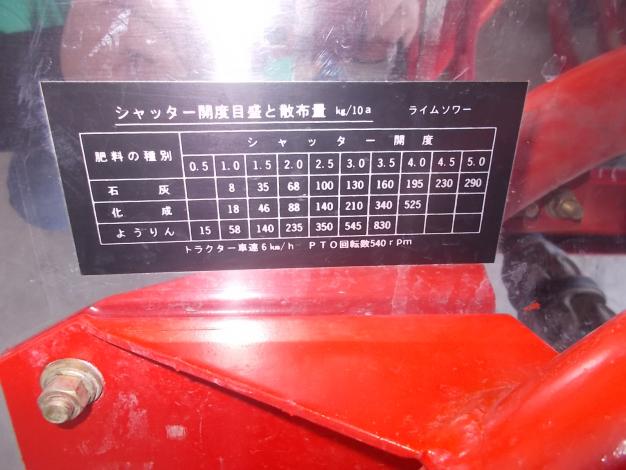 シャッター開度目盛と散布量 kg/10a ライムソワー
肥料の種別 シャッター開度
0.5 1.0 1.5 2.0 2.5 3.0 3.5 4.0 4.5 5.0
石灰 8 35 68 100 130 160 195 230 290
化成 18 46 88 140 210 340 525
ようりん 15 58 140 235 350 545 830
トラクター車速6km/h PTO回転数540rpm